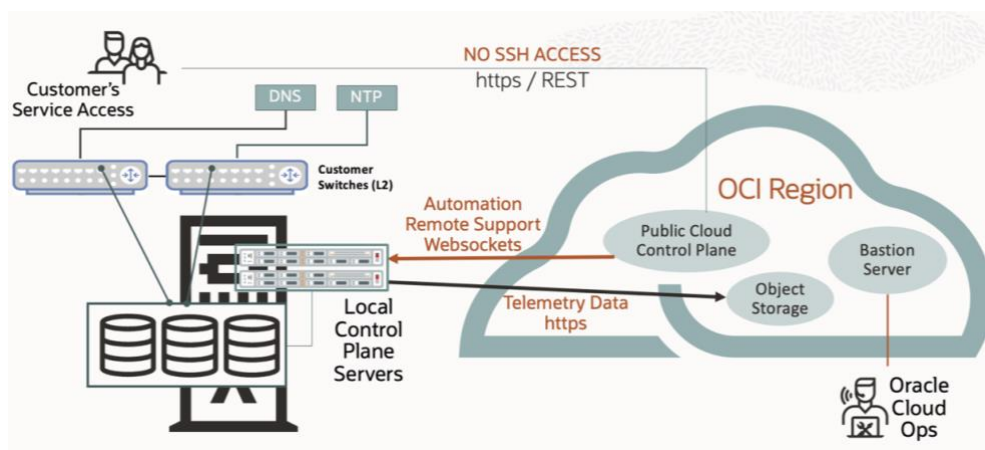 NO SSH ACCESS
https / REST
Customer's
Service Access
DNS
NTP
Customer
Switches (L2)
OCI Region
Automation
Remote Support
Websockets
Public Cloud
Control Plane
Bastion
Server
Object
Storage
Telemetry Data
https
Local
Control
Plane
Servers
Oracle
Cloud
Ops